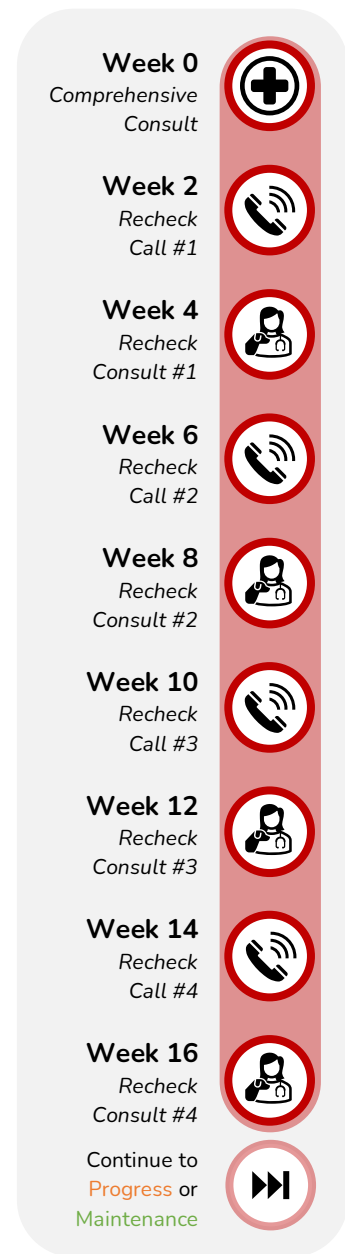 Week 0
Comprehensive
Consult
Week 2
Recheck
Call #1
Week 4
Recheck
Consult #1
Week 6
Recheck
Call #2
Week 8
Recheck
Consult #2
Week 10
Recheck
Call #3
Week 12
Recheck
Consult #3
Week 14
Recheck
Call #4
Week 16
Recheck
Consult #4
Continue to
Progress or
Maintenance